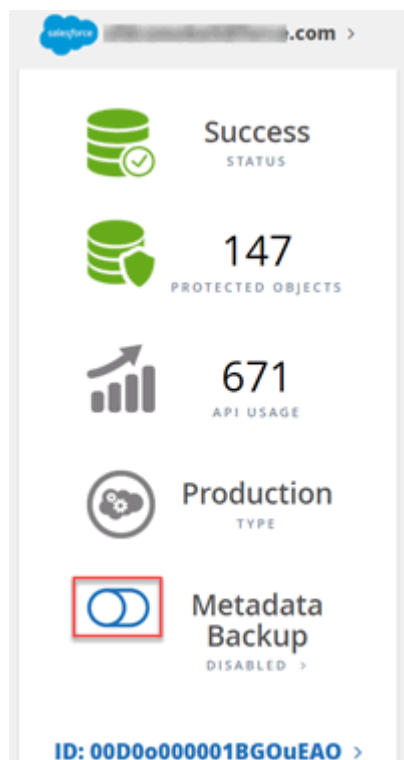 salesforce
.com >
Success
STATUS
147
PROTECTED OBJECTS
671
API USAGE
Production
TYPE
Metadata
Backup
DISABLED >
ID: 00D0o000001BGOuEAO >